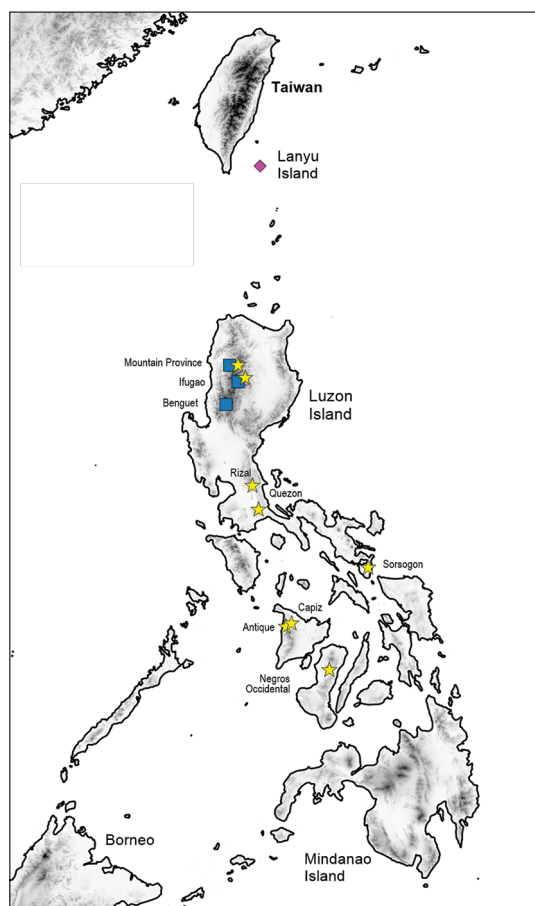 Taiwan
Lanyu
Island
Mountain Province
Ifugao
Benguet
Luzon
Island
Rizal
Quezon
Sorsogon
Capiz
Antique
Negros
Occidental
Borneo
Mindanao
Island